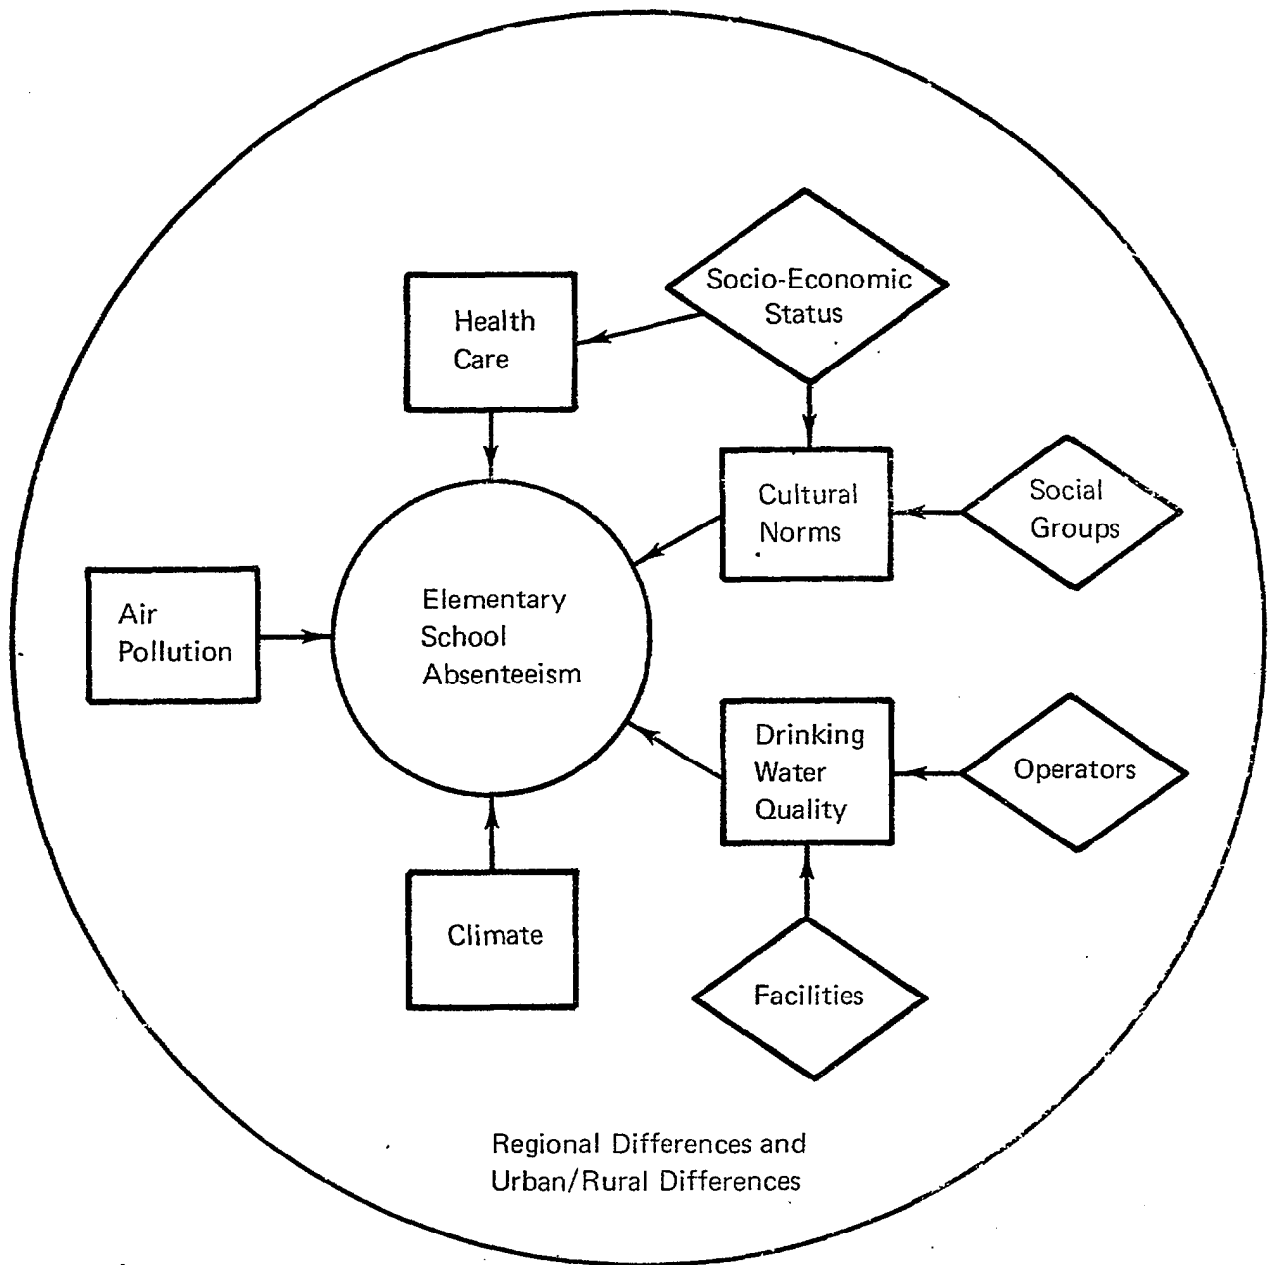 Socio-Economic
Status
Health
Care
Cultural
Norms
Social
Groups
Elementary
School
Absenteeism
Air
Pollution
Drinking
Water
Quality
Operators
Climate
Facilities
Regional Differences and
Urban/Rural Differences